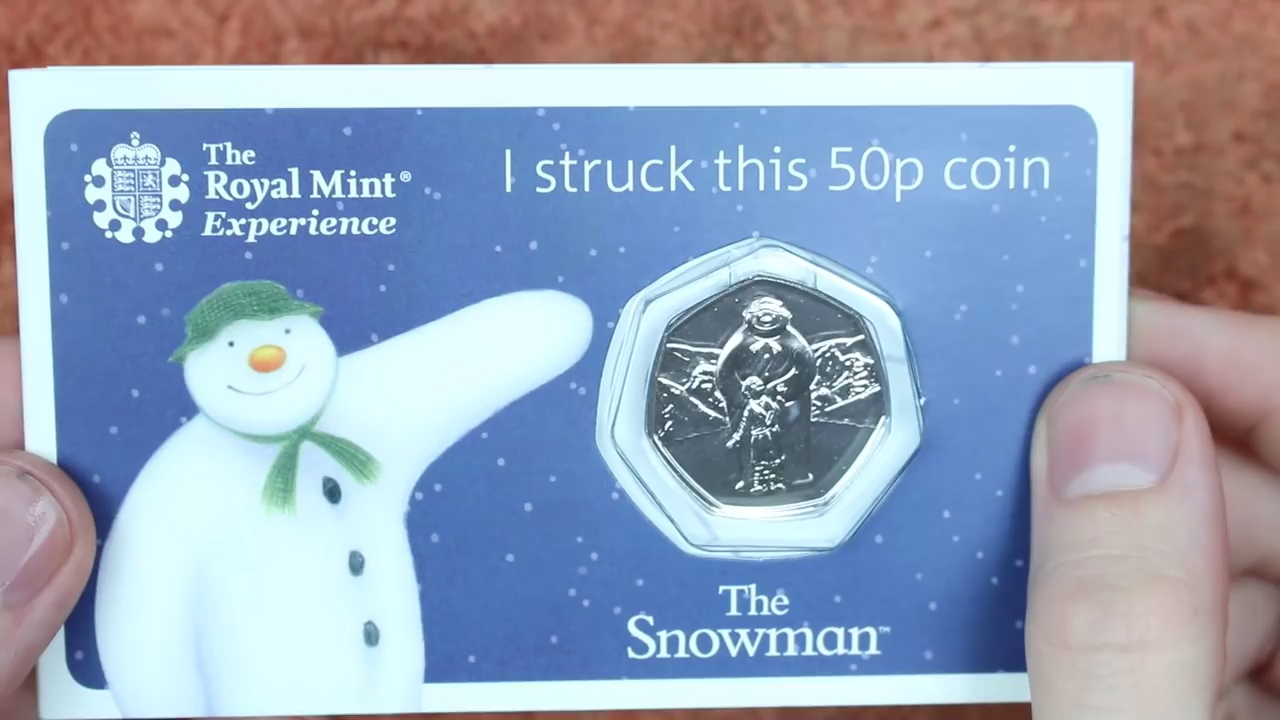 The
Royal Mint®
Experience
I struck this 50p coin
The
Snowman™